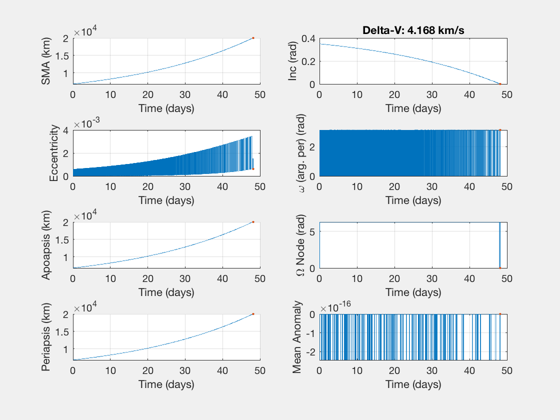 ×10^4
SMA (km)
2
1.5
1
0 10 20 30 40 50
Time (days)
Delta-V: 4.168 km/s
Inc (rad)
0.4
0.2
0
0 10 20 30 40 50
Time (days)
×10^-3
Eccentricity
4
2
0
0 10 20 30 40 50
Time (days)
ω (arg. per) (rad)
2
0
0 10 20 30 40 50
Time (days)
×10^4
Apoapsis (km)
2
1.5
1
0 10 20 30 40 50
Time (days)
Ω Node (rad)
5
0
0 10 20 30 40 50
Time (days)
×10^4
Periapsis (km)
2
1.5
1
0 10 20 30 40 50
Time (days)
×10^-16
Mean Anomaly
0
-1
-2
0 10 20 30 40 50
Time (days)